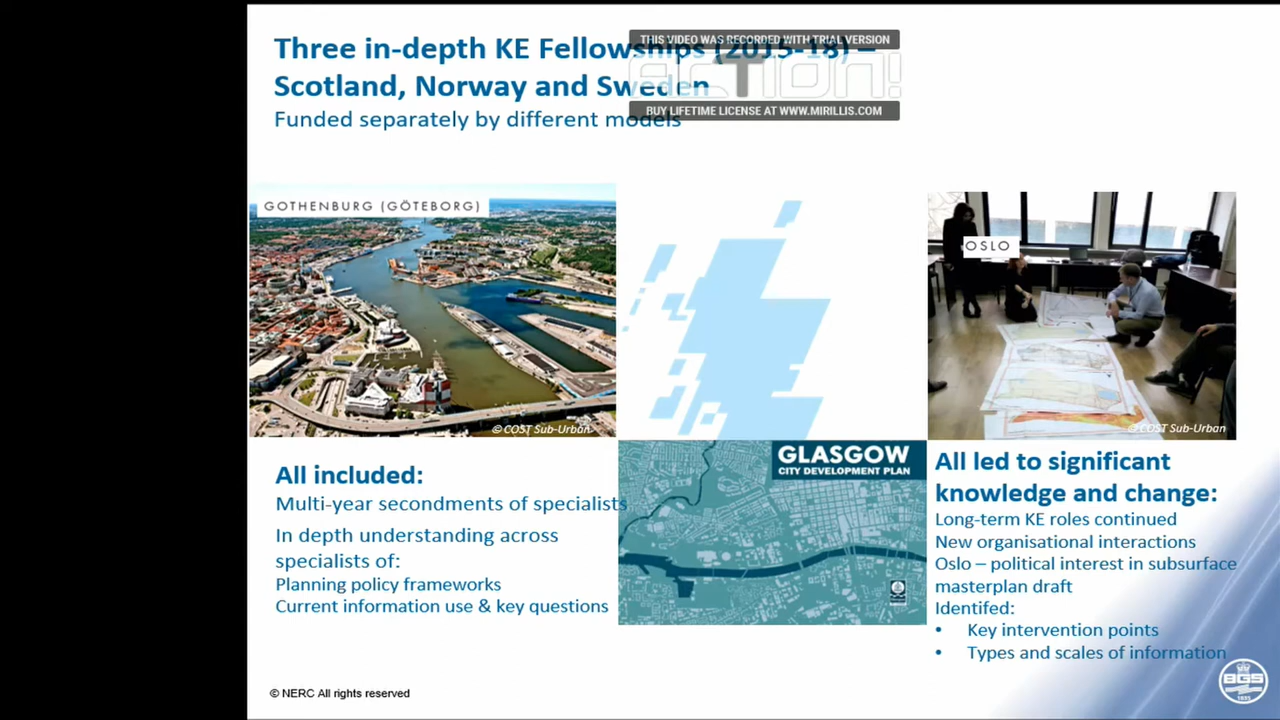 Three in-depth KE Fellowships (2015-18) –
Scotland, Norway and Sweden
Funded separately by different models
THIS VIDEO WAS RECORDED WITH TRIAL VERSION
ACTION!
BUY LIFETIME LICENSE AT WWW.MIRILLIS.COM
GOTHENBURG (GÖTEBORG)
© COST Sub-Urban
OSLO
© COST Sub-Urban
All included:
Multi-year secondments of specialists
In depth understanding across
specialists of:
Planning policy frameworks
Current information use & key questions
GLASGOW
CITY DEVELOPMENT PLAN
All led to significant
knowledge and change:
Long-term KE roles continued
New organisational interactions
Oslo – political interest in subsurface
masterplan draft
Identifed:
• Key intervention points
• Types and scales of information
© NERC All rights reserved
BGS